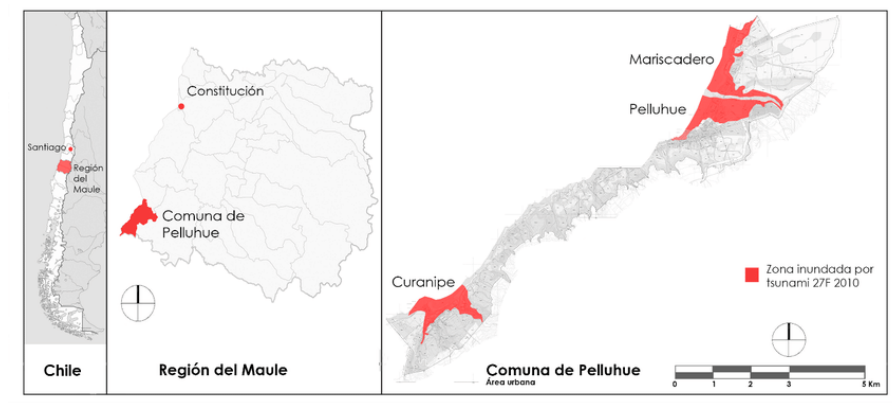 Santiago
Región
del
Maule
Chile
Constitución
Comuna de
Pelluhue
Región del Maule
Mariscadero
Pelluhue
Curanipe
Zona inundada por
tsunami 27F 2010
Comuna de Pelluhue
Área urbana
0 1 2 3 5 Km